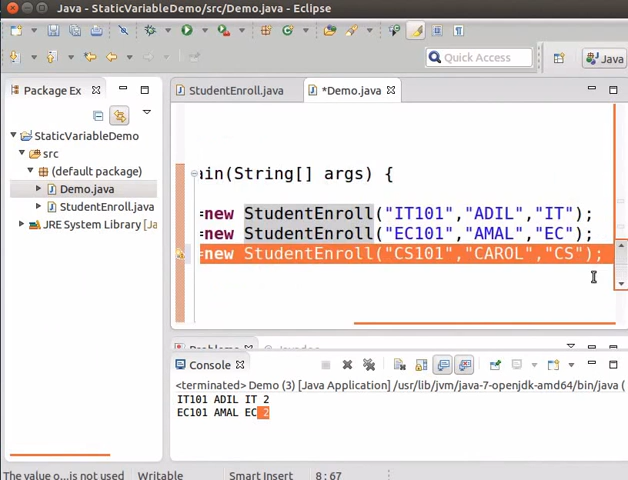 Java - StaticVariableDemo/src/Demo.java - Eclipse
Quick Access
Java
Package Ex
StudentEnroll.java
*Demo.java
StaticVariableDemo
src
(default package)
Demo.java
StudentEnroll.java
JRE System Library [
ain(String[] args) {
=new StudentEnroll("IT101","ADIL","IT");
=new StudentEnroll("EC101","AMAL","EC");
=new StudentEnroll("CS101","CAROL","CS");
Problems
Javadoc
Console
<terminated> Demo (3) [Java Application] /usr/lib/jvm/java-7-openjdk-amd64/bin/java (
IT101 ADIL IT 2
EC101 AMAL EC 2
The value o...is not used
Writable
Smart Insert
8 : 67